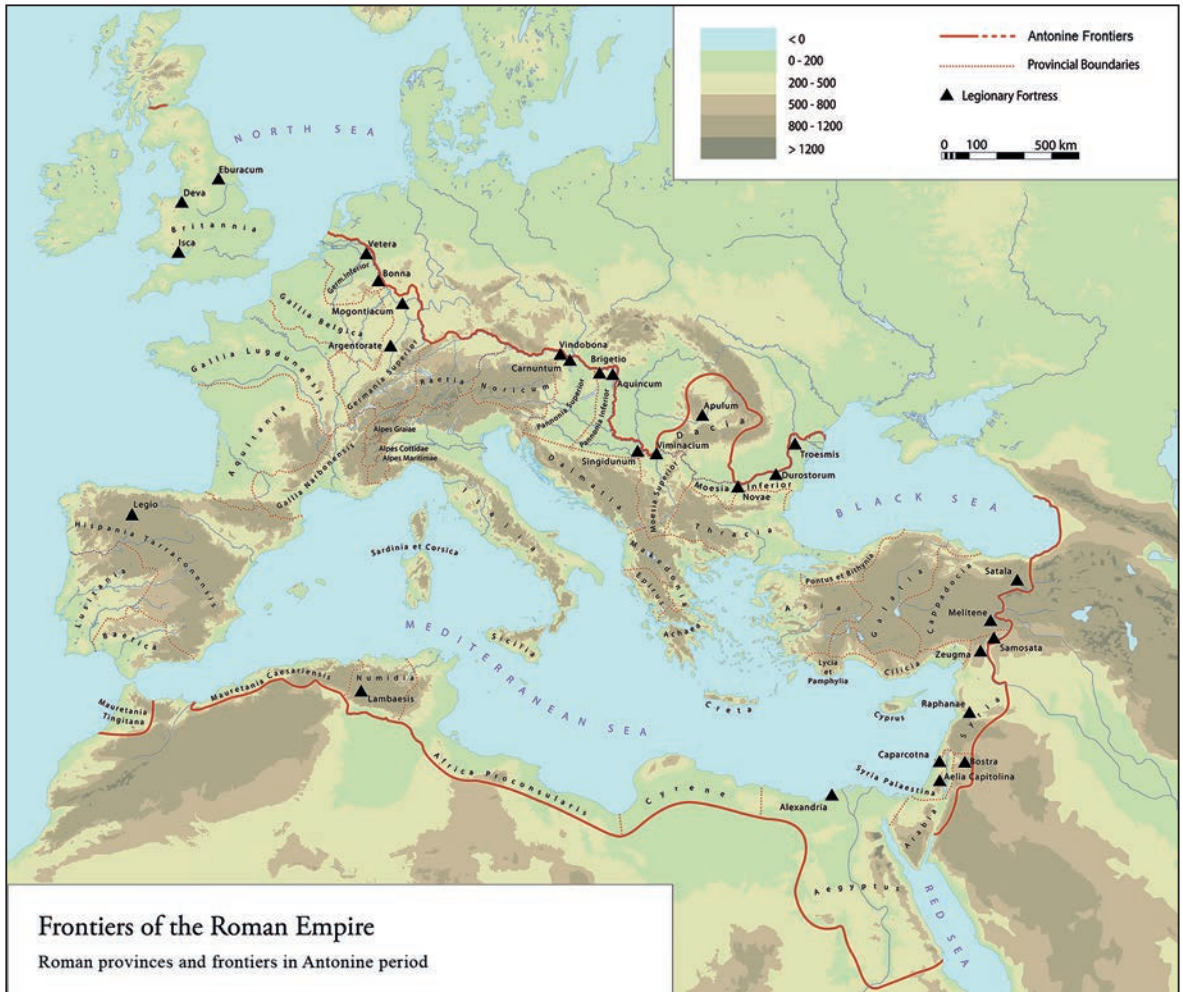 < 0
0 - 200
200 - 500
500 - 800
800 - 1200
> 1200
Antonine Frontiers
Provincial Boundaries
Legionary Fortress
0 100 500 km
NORTH SEA
Eburacum
Deva
Britannia
Isca
Vetera
Germ. Inferior
Bonna
Mogontiacum
Gallia Belgica
Argentorate
Gallia Lugdunensis
Germania Superior
Raetia
Noricum
Vindobona
Carnuntum
Brigetio
Aquincum
Pannonia Superior
Pannonia Inferior
Apulum
Dacia
Aquitania
Alpes Graiae
Alpes Cottidae
Alpes Maritimae
Gallia Narbonensis
Singidunum
Viminacium
Troesmis
Durostorum
Moesia Inferior
Novae
Moesia Superior
Dalmatia
Italia
Thracia
BLACK SEA
Legio
Hispania Tarraconensis
Lusitania
Baetica
Sardinia et Corsica
Makedonia
Epirus
Achaea
Pontus et Bithynia
Satala
Asia
Galatia
Cappadocia
Melitene
Samosata
Zeugma
Lycia
et
Pamphylia
Cilicia
MEDITERRANEAN SEA
Sicilia
Mauretania
Tingitana
Mauretania Caesariensis
Numidia
Lambaesis
Creta
Cyprus
Raphanae
Syria
Caparcotna
Bostra
Syria Palaestina
Aelia Capitolina
Africa Proconsularis
Cyrene
Alexandria
Arabia
Aegyptus
RED SEA
Frontiers of the Roman Empire
Roman provinces and frontiers in Antonine period